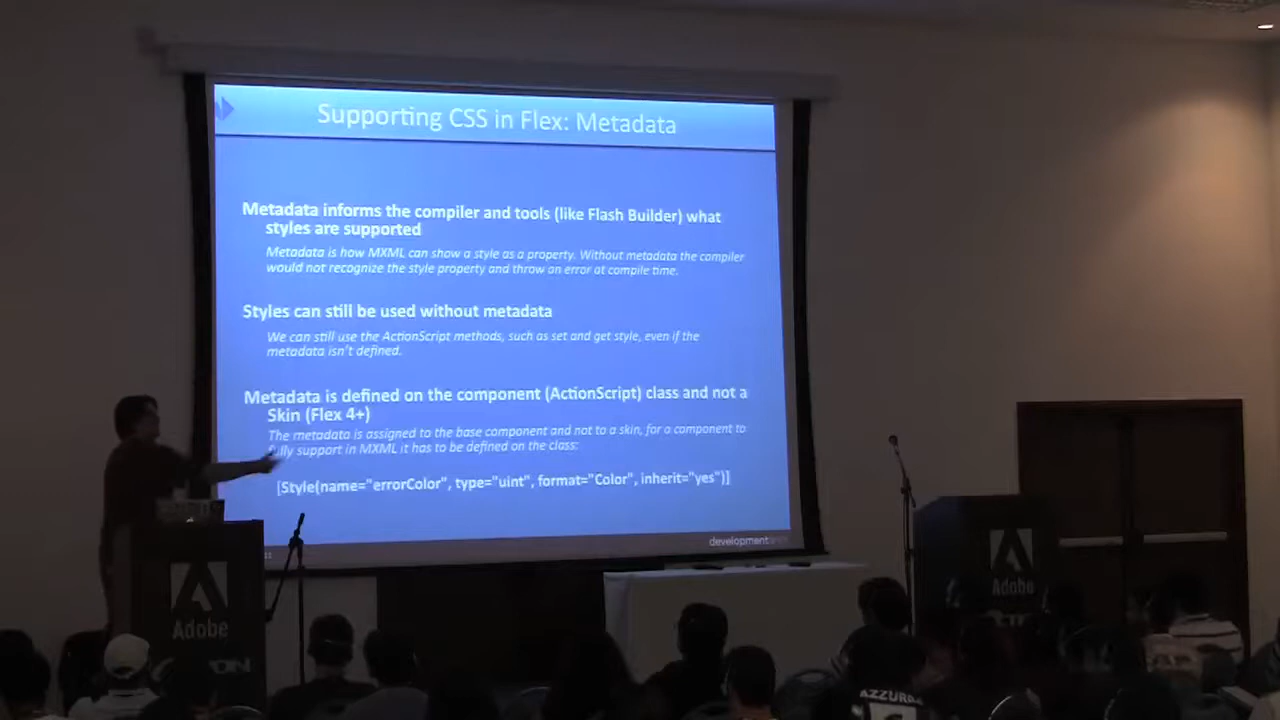 Supporting CSS in Flex: Metadata
Metadata informs the compiler and tools (like Flash Builder) what
styles are supported
Metadata is how MXML can show a style as a property. Without metadata the compiler
would not recognize the style property and throw an error at compile time.
Styles can still be used without metadata
We can still use the ActionScript methods, such as set and get style, even if the
metadata isn't defined.
Metadata is defined on the component (ActionScript) class and not a
Skin (Flex 4+)
The metadata is assigned to the base component and not to a skin, for a component to
fully support in MXML it has to be defined on the class:
[Style(name="errorColor", type="uint", format="Color", inherit="yes")]
development
Adobe
Adobe